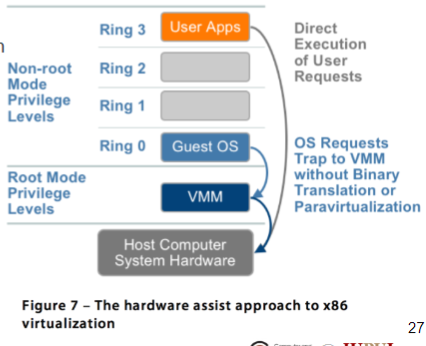 n
Ring 3
User Apps
Direct
Execution
of User
Requests
Non-root
Mode
Privilege
Levels
Ring 2
Ring 1
Ring 0
Guest OS
OS Requests
Trap to VMM
without Binary
Translation or
Paravirtualization
Root Mode
Privilege
Levels
VMM
Host Computer
System Hardware
Figure 7 – The hardware assist approach to x86
virtualization
27